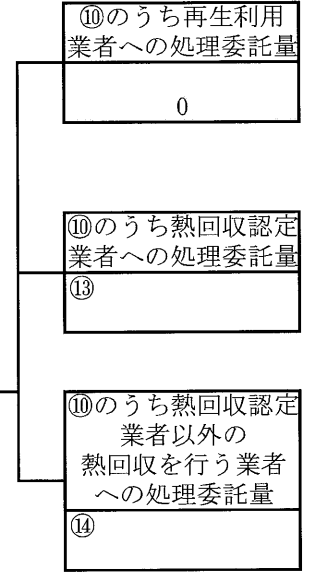 ⑩のうち再生利用
業者への処理委託量
0
⑩のうち熱回収認定
業者への処理委託量
⑬
⑩のうち熱回収認定
業者以外の
熱回収を行う業者
への処理委託量
⑭